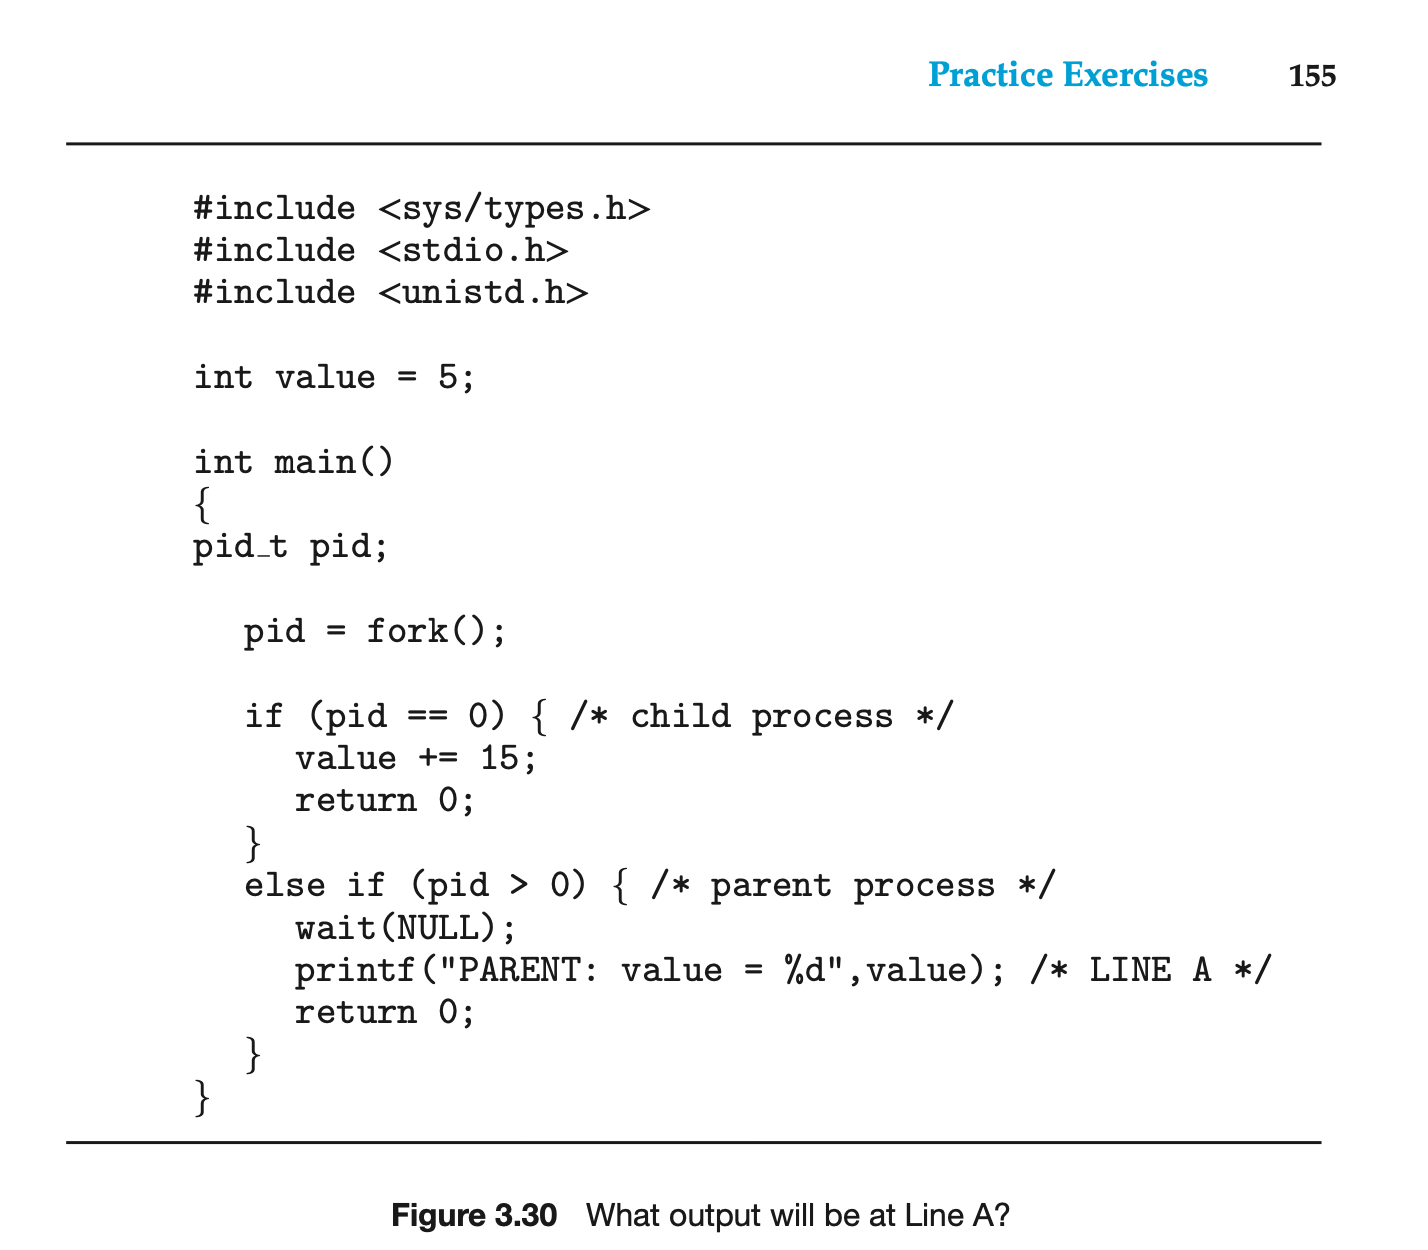 Practice Exercises 155
#include <sys/types.h>
#include <stdio.h>
#include <unistd.h>
int value = 5;
int main()
{
pid_t pid;
pid = fork();
if (pid == 0) { /* child process */
value += 15;
return 0;
}
else if (pid > 0) { /* parent process */
wait(NULL);
printf("PARENT: value = %d",value); /* LINE A */
return 0;
}
}
Figure 3.30 What output will be at Line A?